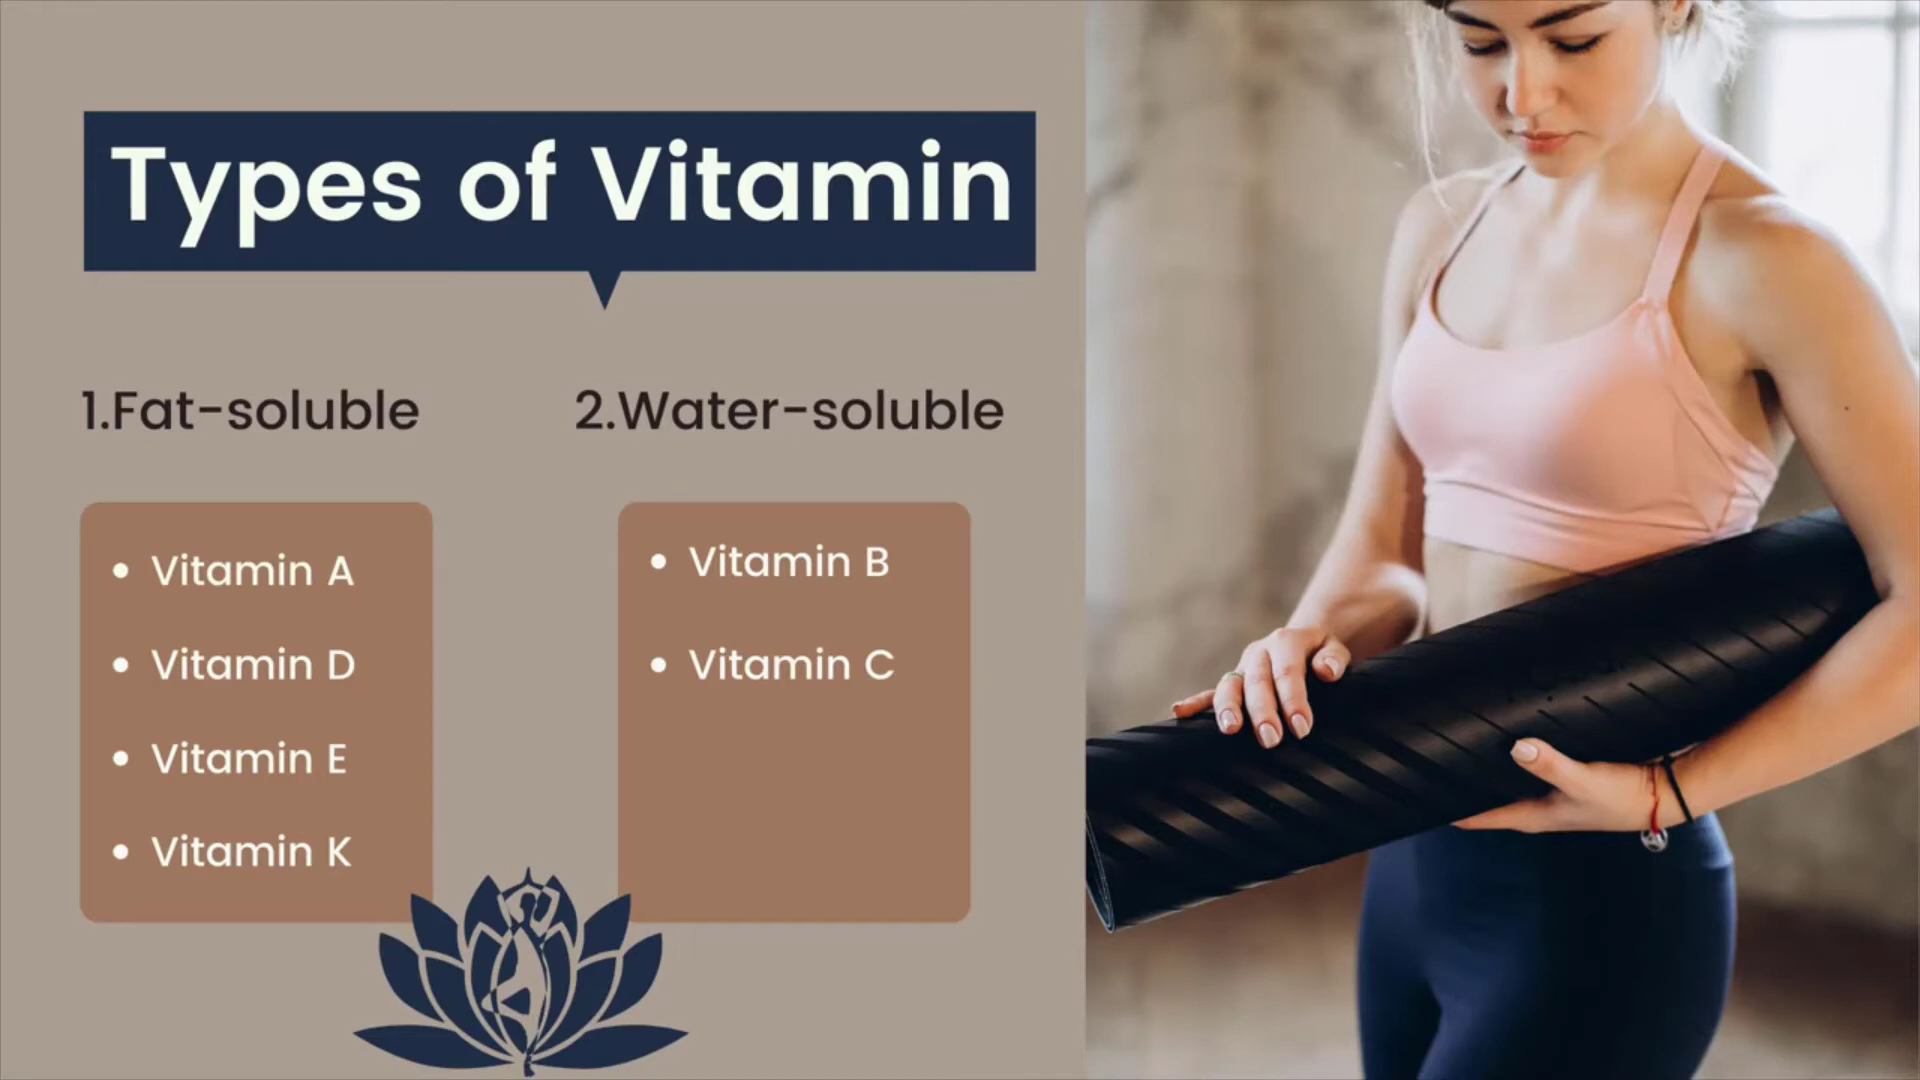 Types of Vitamin
1.Fat-soluble
• Vitamin A
• Vitamin D
• Vitamin E
• Vitamin K
2.Water-soluble
• Vitamin B
• Vitamin C